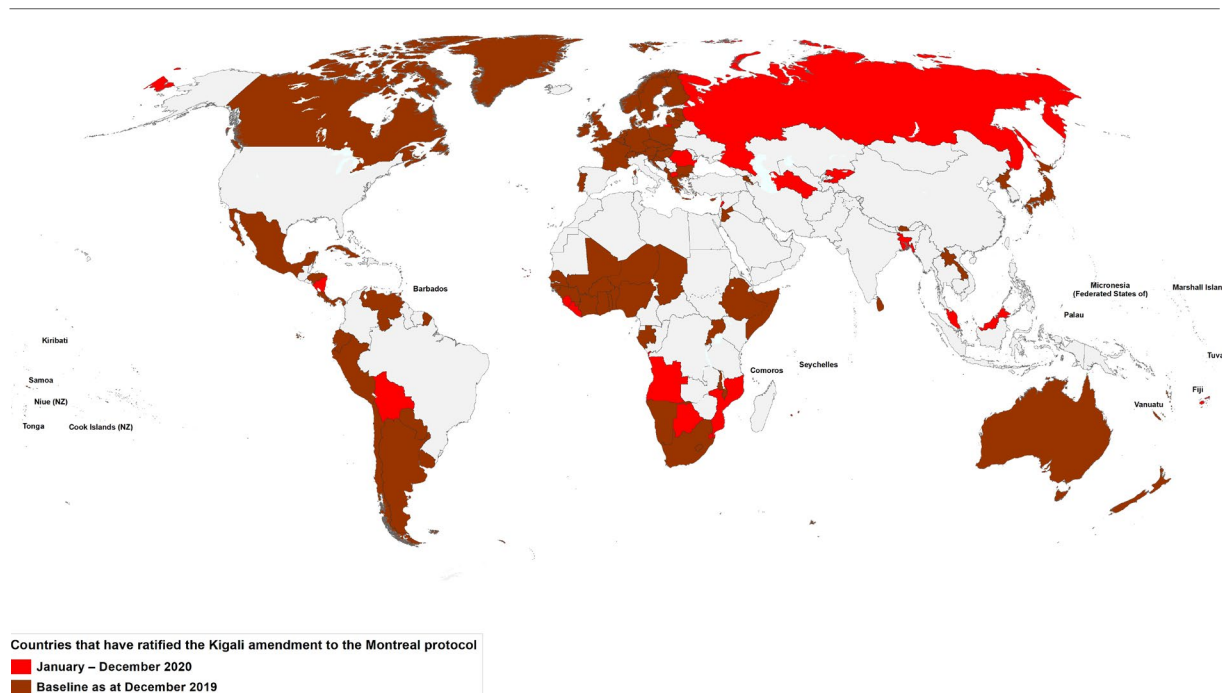 Barbados
Micronesia
(Federated States of)
Marshall Islan
Palau
Kiribati
Tuva
Seychelles
Comoros
Samoa
Fiji
Niue (NZ)
Vanuatu
Tonga
Cook Islands (NZ)
Countries that have ratified the Kigali amendment to the Montreal protocol
January – December 2020
Baseline as at December 2019